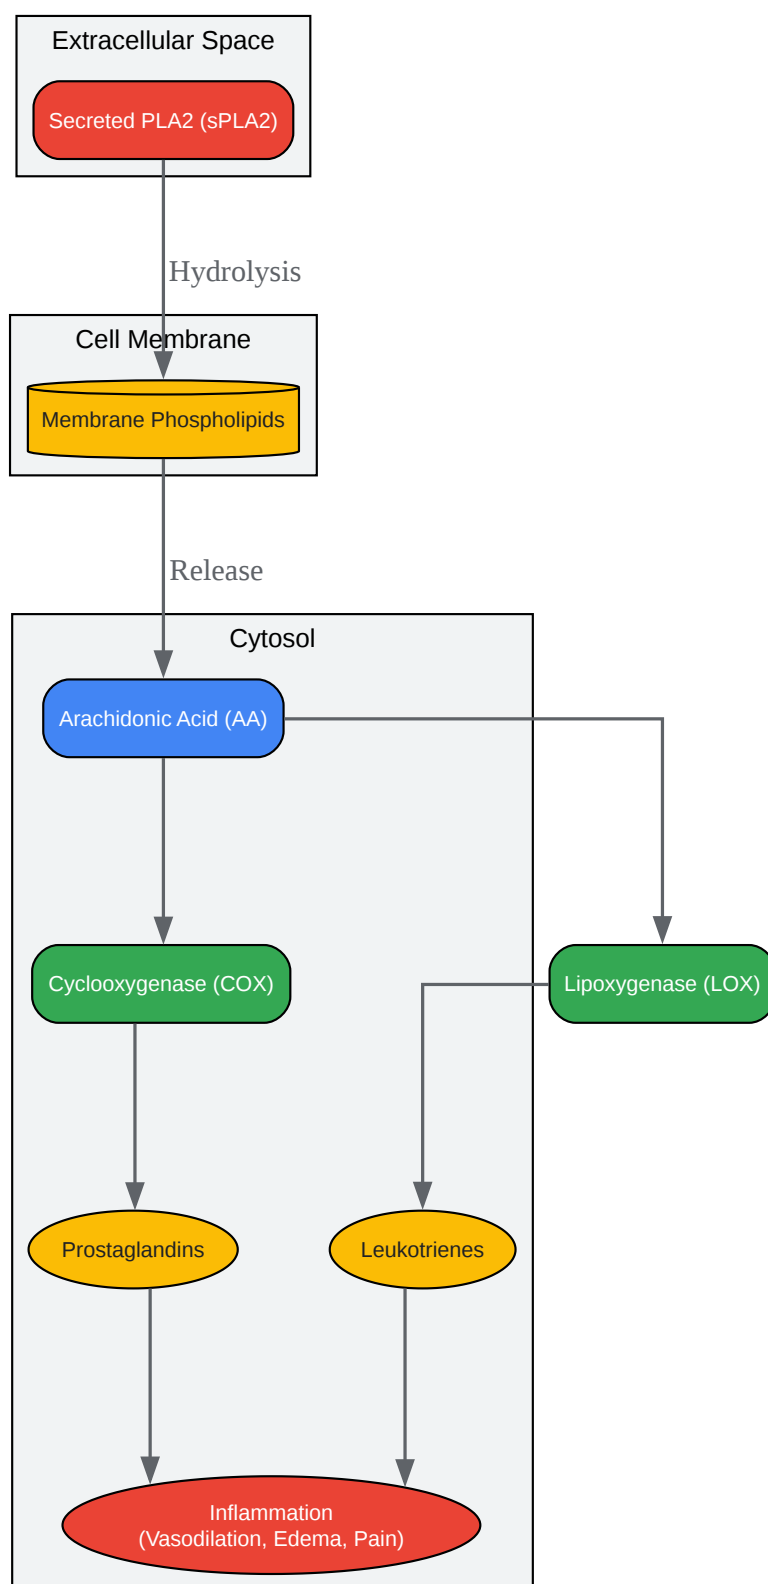 Extracellular Space
Secreted PLA2 (sPLA2)
Hydrolysis
Cell Membrane
Membrane Phospholipids
Release
Cytosol
Arachidonic Acid (AA)
Cyclooxygenase (COX)
Lipoxygenase (LOX)
Prostaglandins
Leukotrienes
Inflammation
(Vasodilation, Edema, Pain)